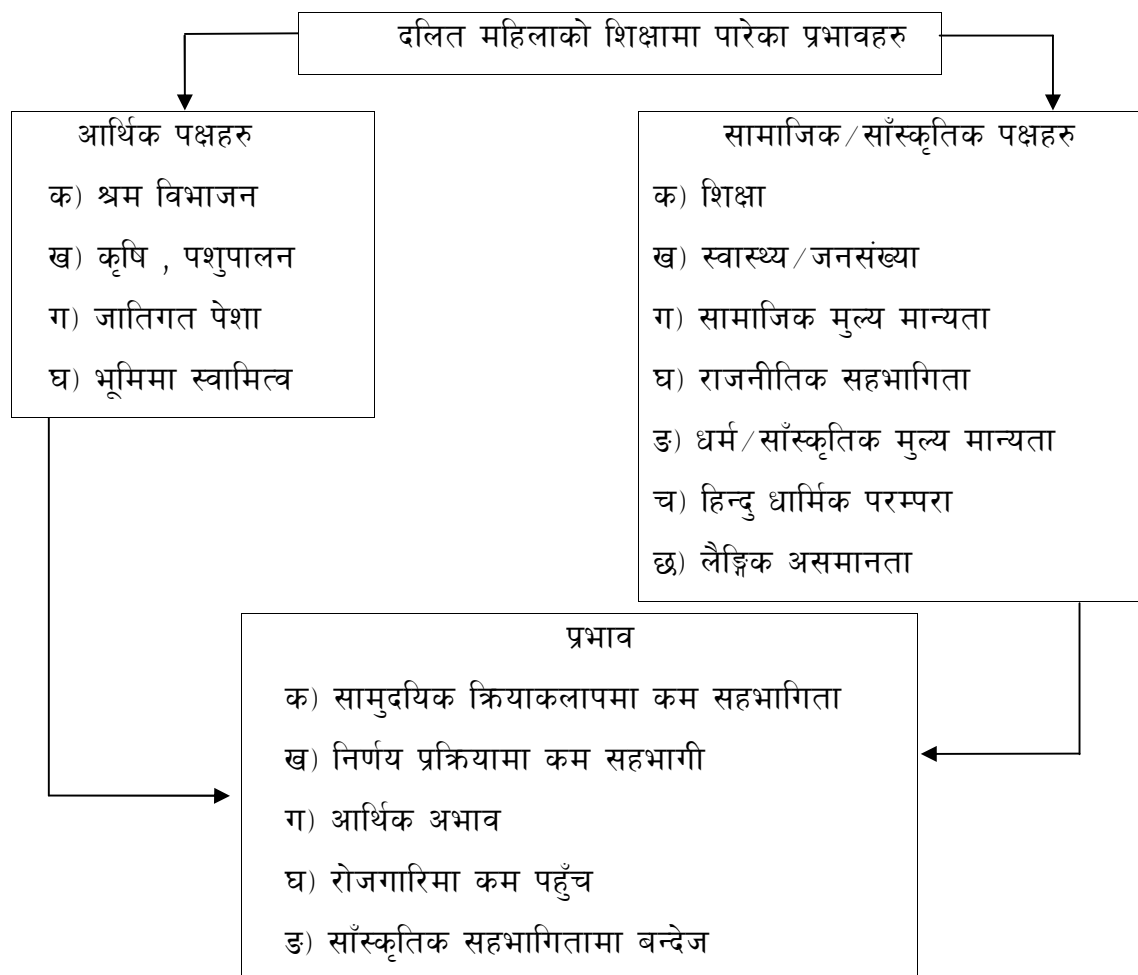 दलित महिलाको शिक्षामा पारेका प्रभावहरु
आर्थिक पक्षहरु
क) श्रम विभाजन
ख) कृषि , पशुपालन
ग) जातिगत पेशा
घ) भूमिमा स्वामित्व
सामाजिक/साँस्कृतिक पक्षहरु
क) शिक्षा
ख) स्वास्थ्य/जनसंख्या
ग) सामाजिक मुल्य मान्यता
घ) राजनीतिक सहभागिता
ङ) धर्म/साँस्कृतिक मुल्य मान्यता
च) हिन्दु धार्मिक परम्परा
छ) लैङ्गिक असमानता
प्रभाव
क) सामुदयिक क्रियाकलापमा कम सहभागिता
ख) निर्णय प्रक्रियामा कम सहभागी
ग) आर्थिक अभाव
घ) रोजगारिमा कम पहुँच
ङ) साँस्कृतिक सहभागितामा बन्देज